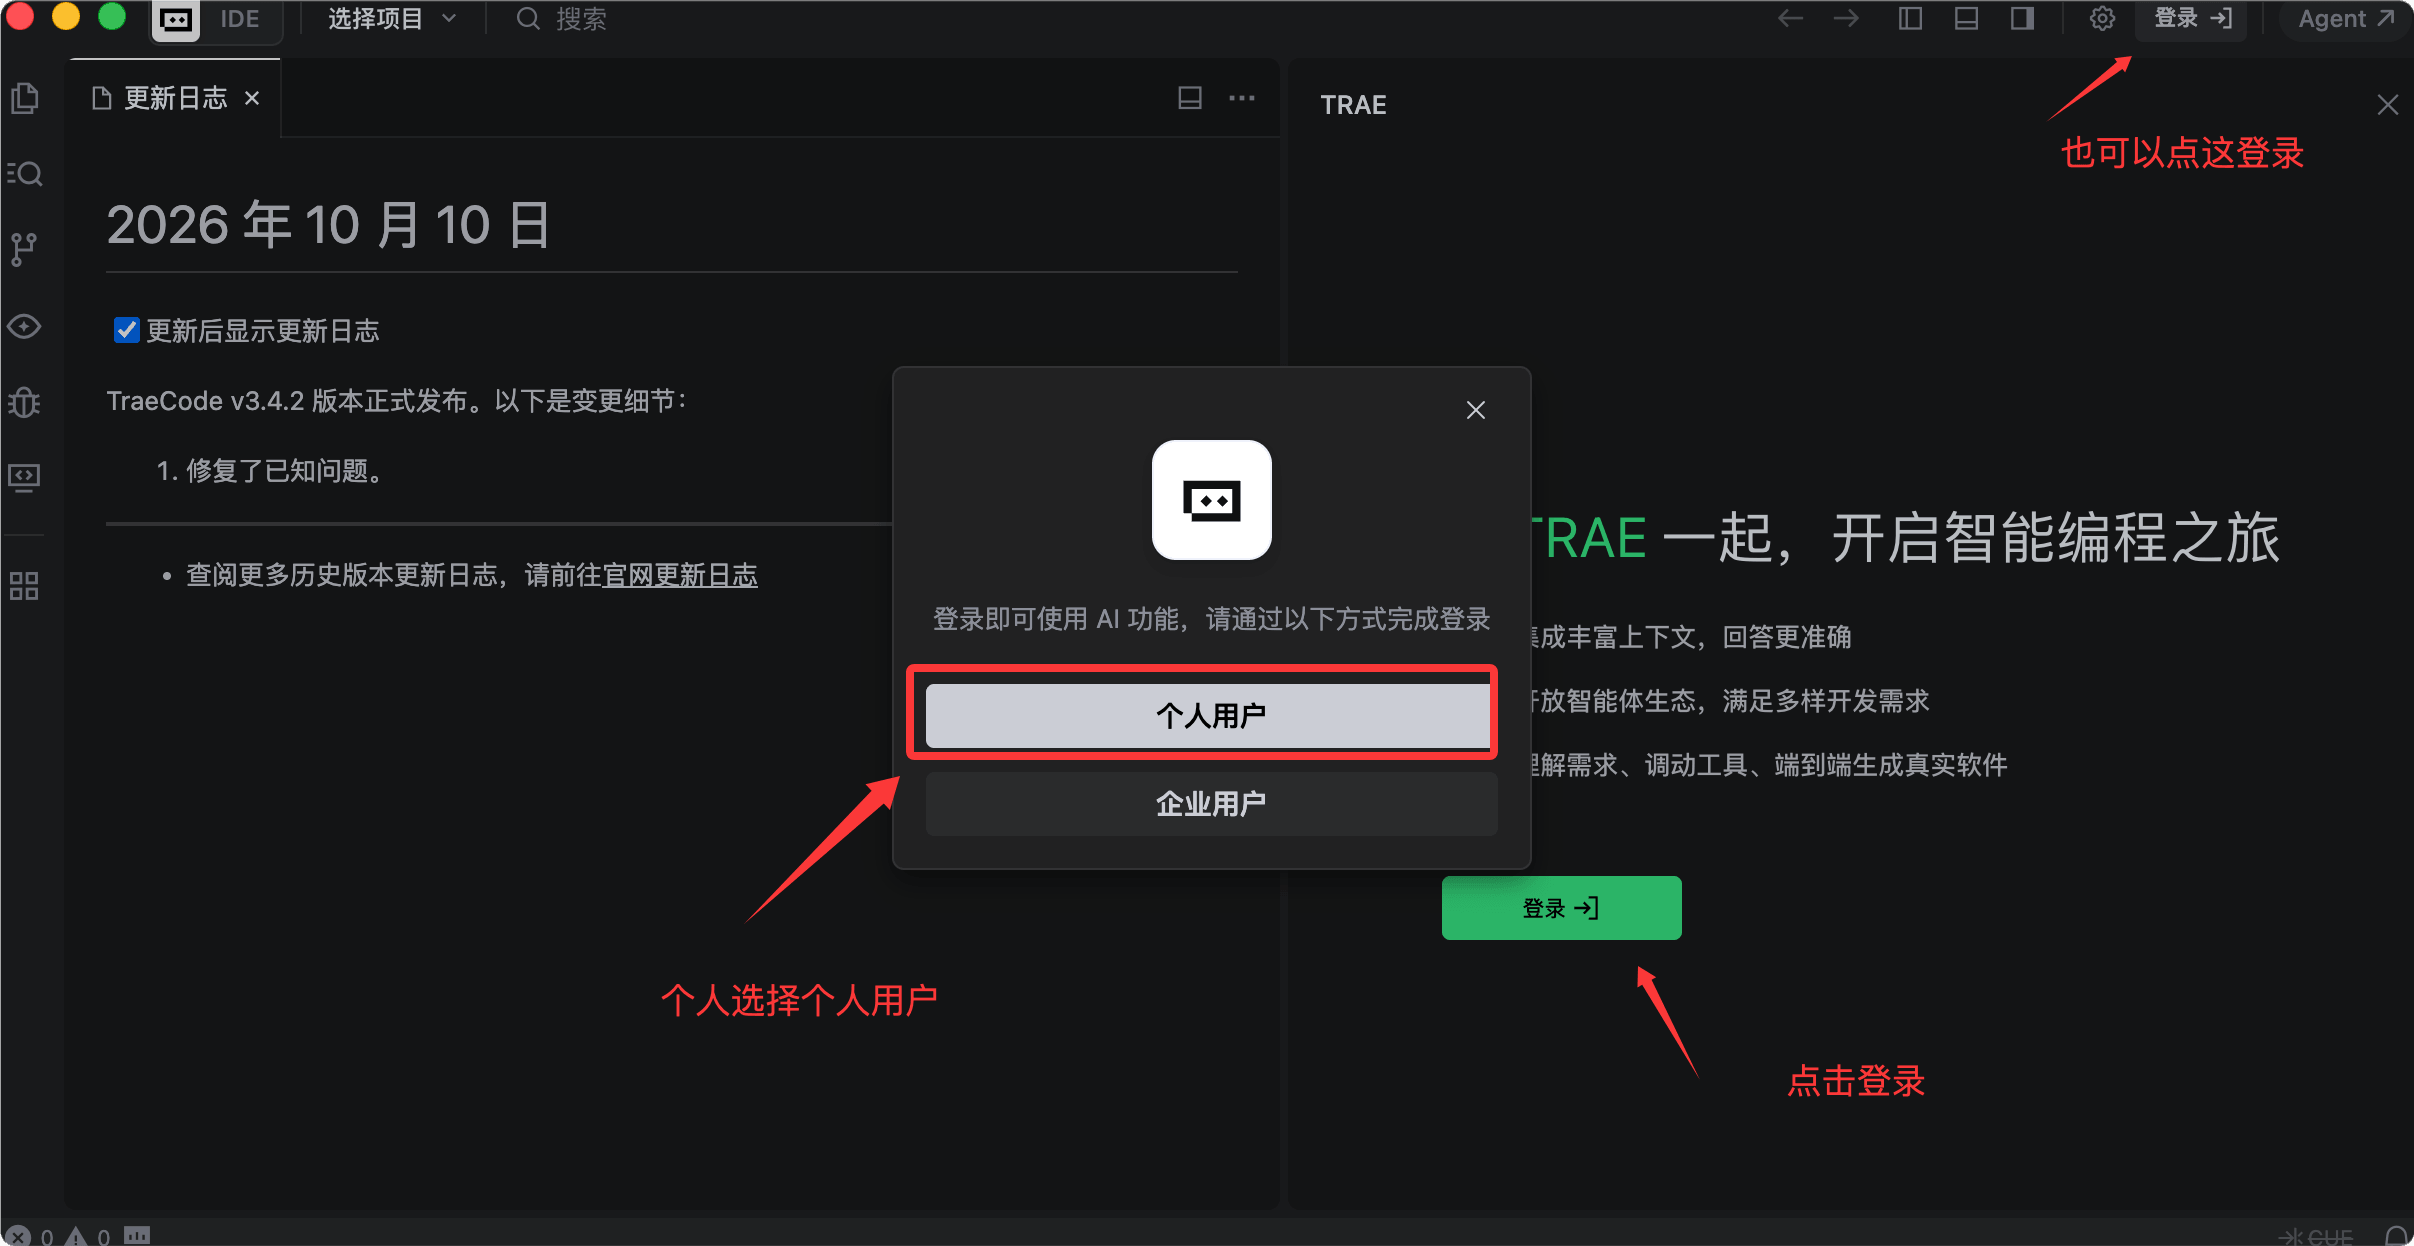 IDE
选择项目
搜索
登录
Agent
更新日志
TRAE
也可以点这登录
2026 年 10 月 10 日
更新后显示更新日志
TraeCode v3.4.2 版本正式发布。以下是变更细节：
1. 修复了已知问题。
查阅更多历史版本更新日志，请前往官网更新日志
登录即可使用 AI 功能，请通过以下方式完成登录
个人用户
企业用户
TRAE 一起，开启智能编程之旅
集成丰富上下文，回答更准确
开放智能体生态，满足多样开发需求
理解需求、调动工具、端到端生成真实软件
登录
个人选择个人用户
点击登录
0
0
CUE